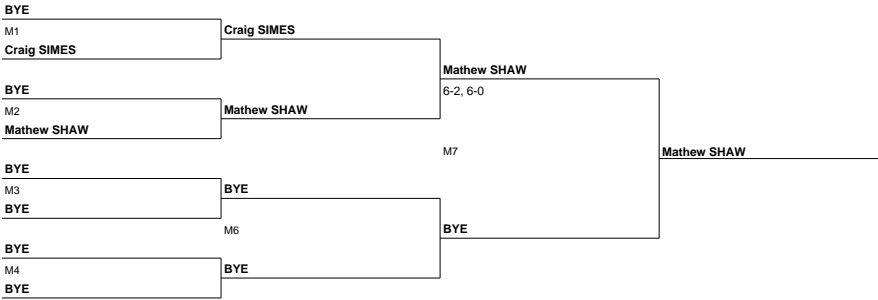 BYE
M1
Craig SIMES
BYE
M2
Mathew SHAW
BYE
M3
BYE
BYE
M4
BYE
Craig SIMES
Mathew SHAW
BYE
M6
BYE
Mathew SHAW
6-2, 6-0
M7
BYE
Mathew SHAW